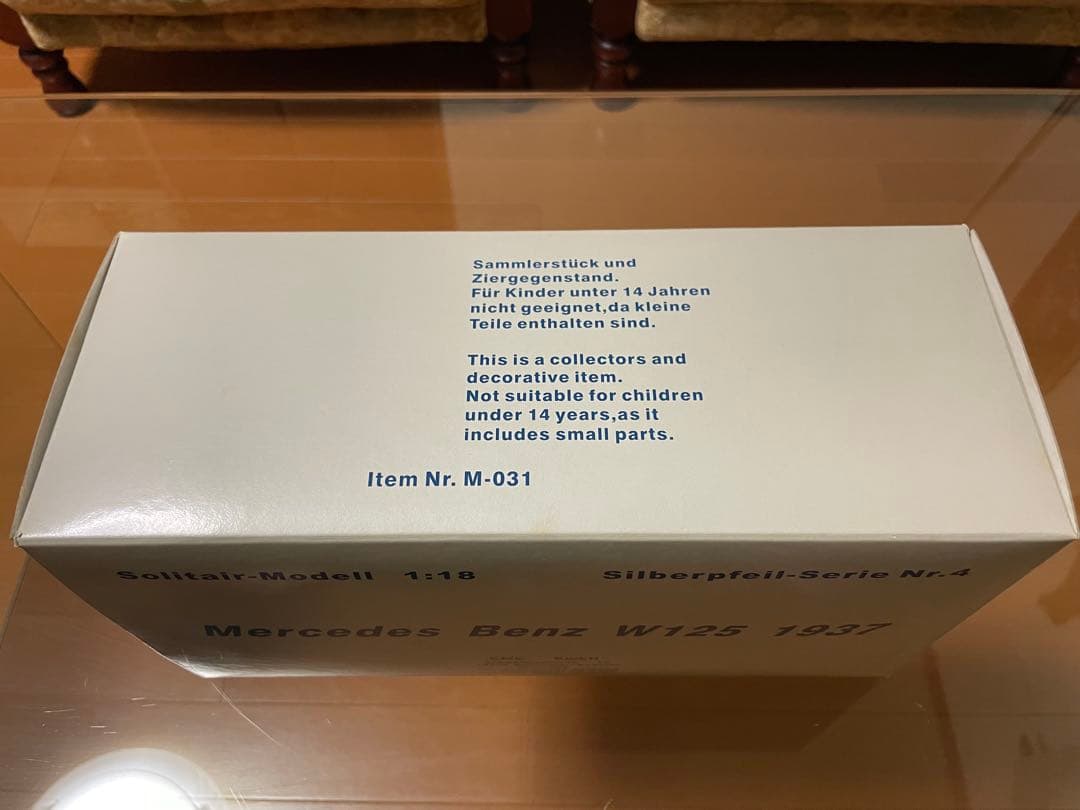 Sammlerstück und
Ziergegenstand.
Für Kinder unter 14 Jahren
nicht geeignet,da kleine
Teile enthalten sind.
This is a collectors and
decorative item.
Not suitable for children
under 14 years,as it
includes small parts.
Item Nr. M-031
Solitair-Modell 1:18 Silberpfeil-Serie Nr.4
Mercedes Benz W125 1937